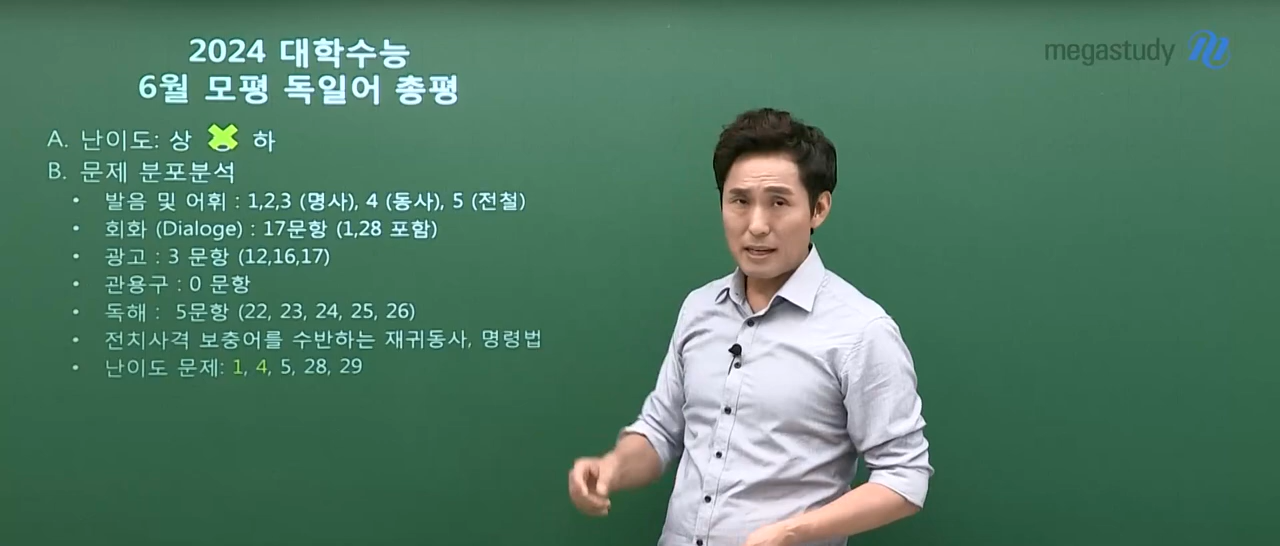 2024 대학수능
6월 모평 독일어 총평
megastudy
A. 난이도: 상 하
B. 문제 분포분석
• 발음 및 어휘 : 1,2,3 (명사), 4 (동사), 5 (전철)
• 회화 (Dialoge) : 17문항 (1,28 포함)
• 광고 : 3 문항 (12,16,17)
• 관용구 : 0 문항
• 독해 : 5문항 (22, 23, 24, 25, 26)
• 전치사격 보충어를 수반하는 재귀동사, 명령법
• 난이도 문제: 1, 4, 5, 28, 29